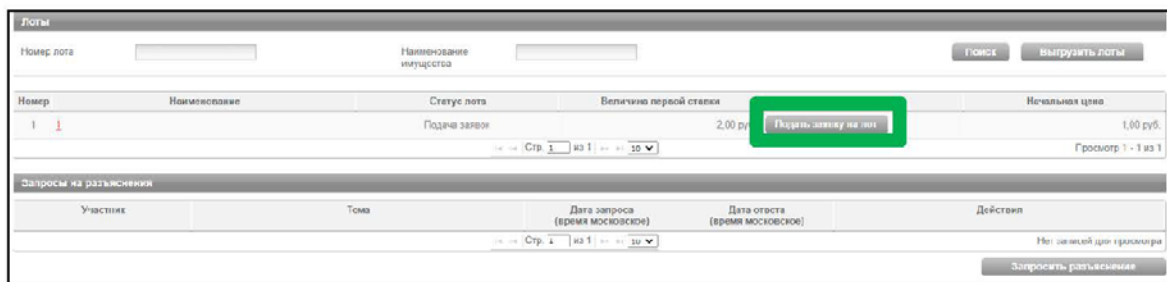 Лоты
Номер лота Наименование имущества Поиск Выгрузить лоты
Номер Наименование Статус лота Величина первой ставки Начальная цена
1 1 Подача заявок 2,00 руб Подать заявку на лот 1,00 руб.
Стр. 1 из 1 10 Просмотр 1 - 1 из 1
Запросы на разъяснения
Участник Тема Дата запроса (время московское) Дата ответа (время московское) Действия
Стр. 1 из 1 10 Нет записей для просмотра
Запросить разъяснение